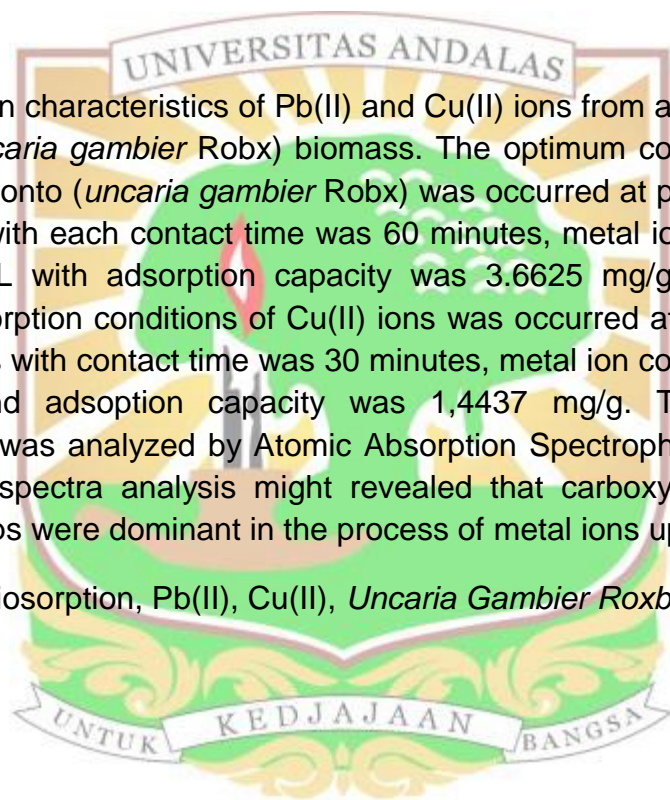 UNIVERSITAS ANDALAS
n characteristics of Pb(II) and Cu(II) ions from a
caria gambier Robx) biomass. The optimum co
onto (uncaria gambier Robx) was occurred at p
with each contact time was 60 minutes, metal io
L with adsorption capacity was 3.6625 mg/g
orption conditions of Cu(II) ions was occurred at
s with contact time was 30 minutes, metal ion co
nd adsoption capacity was 1,4437 mg/g. T
was analyzed by Atomic Absorption Spectroph
spectra analysis might revealed that carboxy
ps were dominant in the process of metal ions up
iosorption, Pb(II), Cu(II), Uncaria Gambier Roxb
UNTUK KEDJAJAAN BANGSA